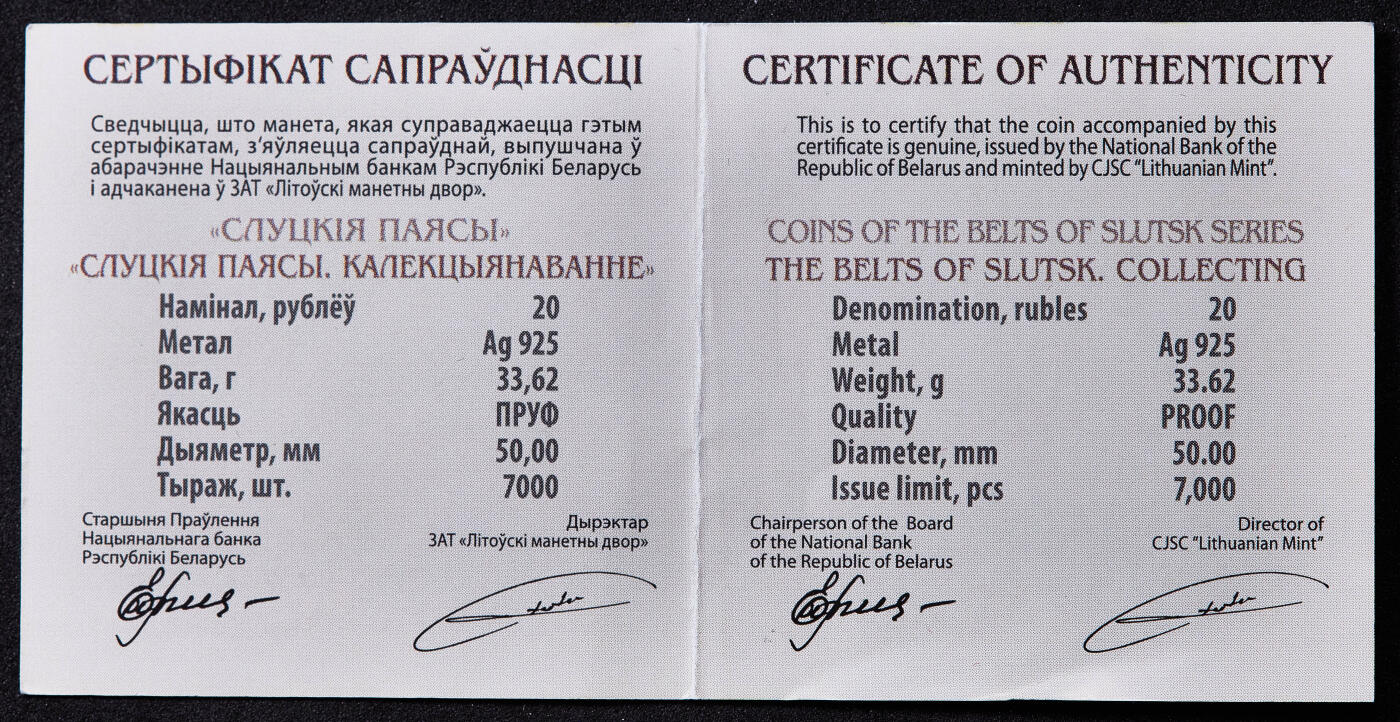 СЕРТЫФІКАТ САПРАЎДНАСЦІ
Сведчыцца, што манета, якая суправаджаецца гэтым
сертыфікатам, з’яўляецца сапраўднай, выпушчана ў
абарачэнне Нацыянальным банкам Рэспублікі Беларусь
і адчаканена ў ЗАТ «Літоўскі манетны двор».
«СЛУЦКІЯ ПАЯСЫ»
«СЛУЦКІЯ ПАЯСЫ. КАЛЕКЦЫЯНАВАННЕ»
Намінал, рублёў 20
Метал Ag 925
Вага, г 33,62
Якасць ПРУФ
Дыяметр, мм 50,00
Тыраж, шт. 7000
Старшыня Праўлення
Нацыянальнага банка
Рэспублікі Беларусь
Дырэктар
ЗАТ «Літоўскі манетны двор»
CERTIFICATE OF AUTHENTICITY
This is to certify that the coin accompanied by this
certificate is genuine, issued by the National Bank of the
Republic of Belarus and minted by CJSC “Lithuanian Mint”.
COINS OF THE BELTS OF SLUTSK SERIES
THE BELTS OF SLUTSK. COLLECTING
Denomination, rubles 20
Metal Ag 925
Weight, g 33.62
Quality PROOF
Diameter, mm 50.00
Issue limit, pcs 7,000
Chairperson of the Board
of the National Bank
of the Republic of Belarus
Director of
CJSC “Lithuanian Mint”